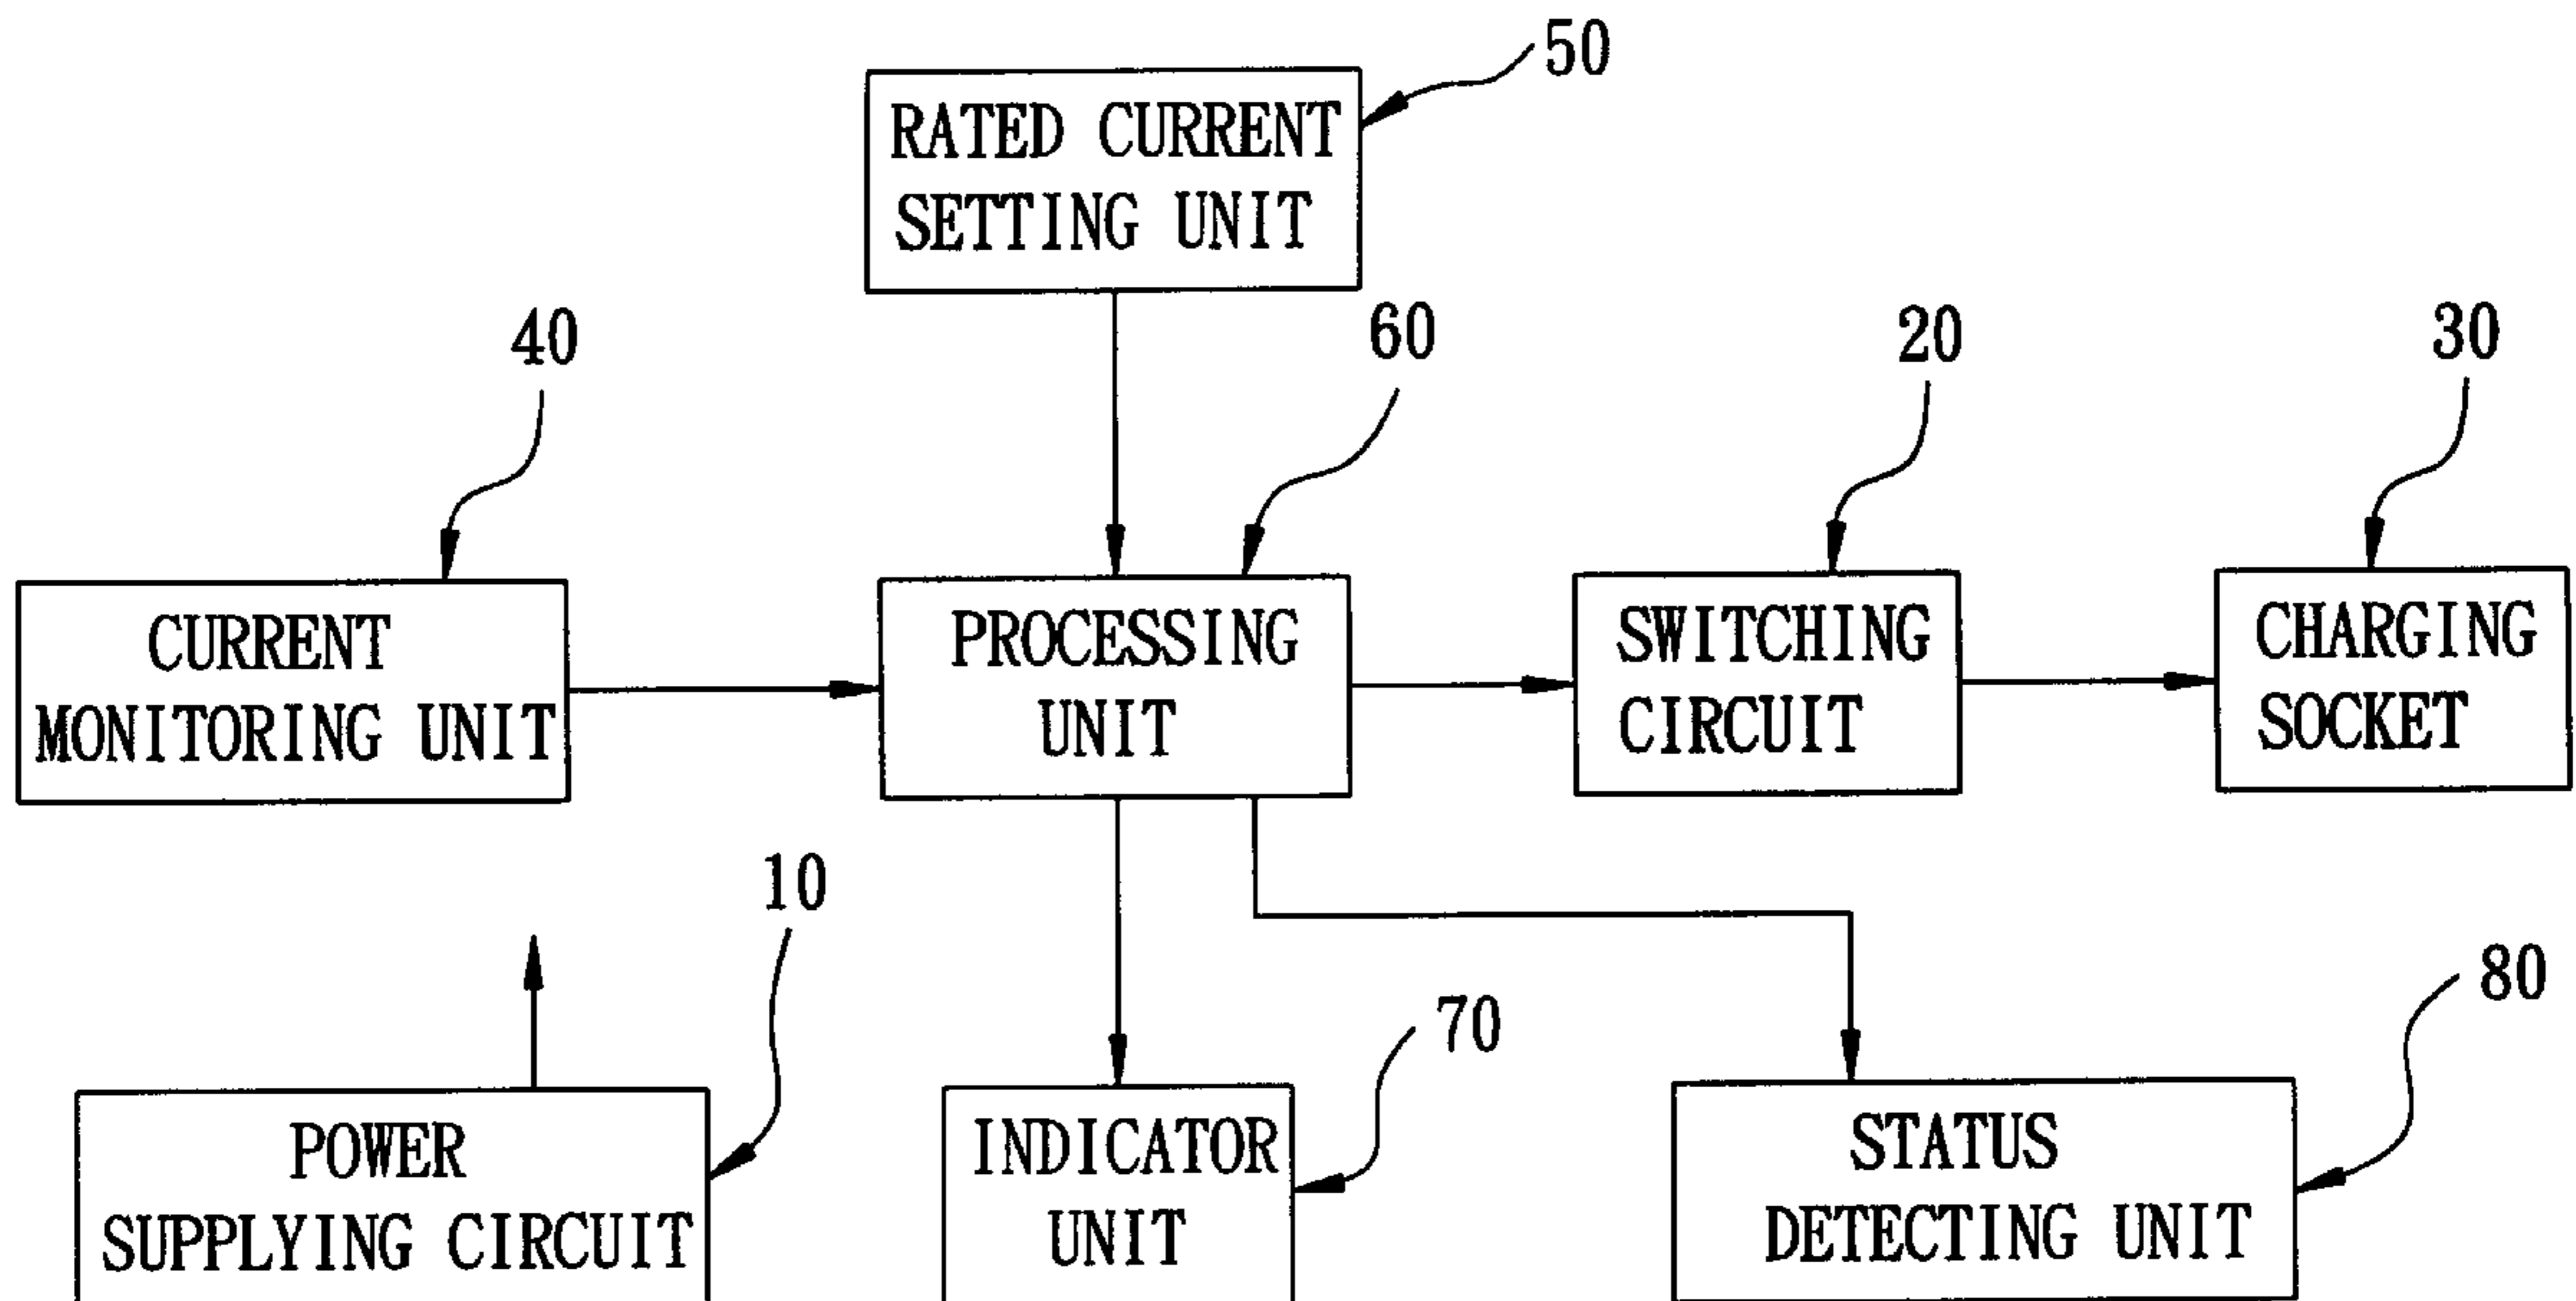 50
RATED CURRENT
SETTING UNIT
40
60
20
30
CURRENT
MONITORING UNIT
PROCESSING
UNIT
SWITCHING
CIRCUIT
CHARGING
SOCKET
10
70
80
POWER
SUPPLYING CIRCUIT
INDICATOR
UNIT
STATUS
DETECTING UNIT